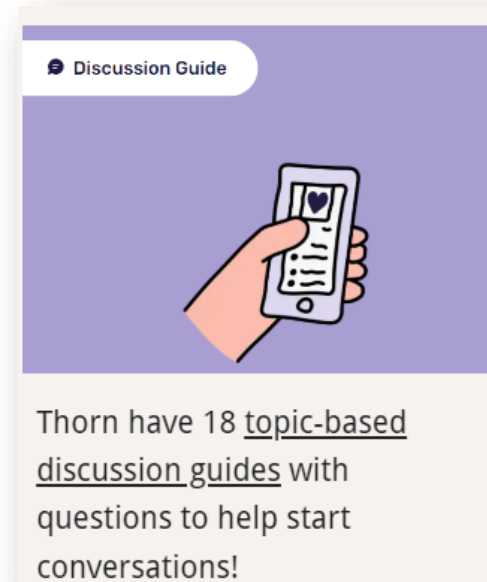 Discussion Guide
Thorn have 18 topic-based
discussion guides with
questions to help start
conversations!